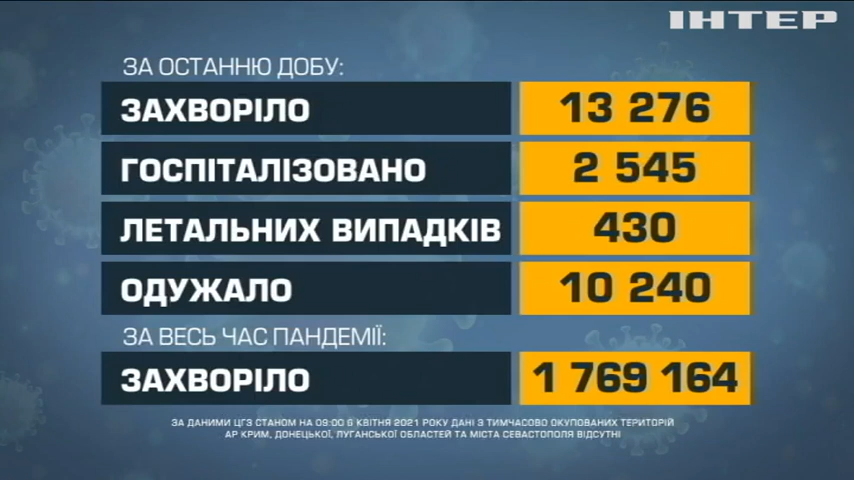 ІНТЕР
ЗА ОСТАННЮ ДОБУ:
ЗАХВОРІЛО 13 276
ГОСПІТАЛІЗОВАНО 2 545
ЛЕТАЛЬНИХ ВИПАДКІВ 430
ОДУЖАЛО 10 240
ЗА ВЕСЬ ЧАС ПАНДЕМІЇ:
ЗАХВОРІЛО 1 769 164
ЗА ДАНИМИ ЦГЗ СТАНОМ НА 09:00 6 КВІТНЯ 2021 РОКУ ДАНІ З ТИМЧАСОВО ОКУПОВАНИХ ТЕРИТОРІЙ
АР КРИМ, ДОНЕЦЬКОЇ, ЛУГАНСЬКОЇ ОБЛАСТЕЙ ТА МІСТА СЕВАСТОПОЛЯ ВІДСУТНІ